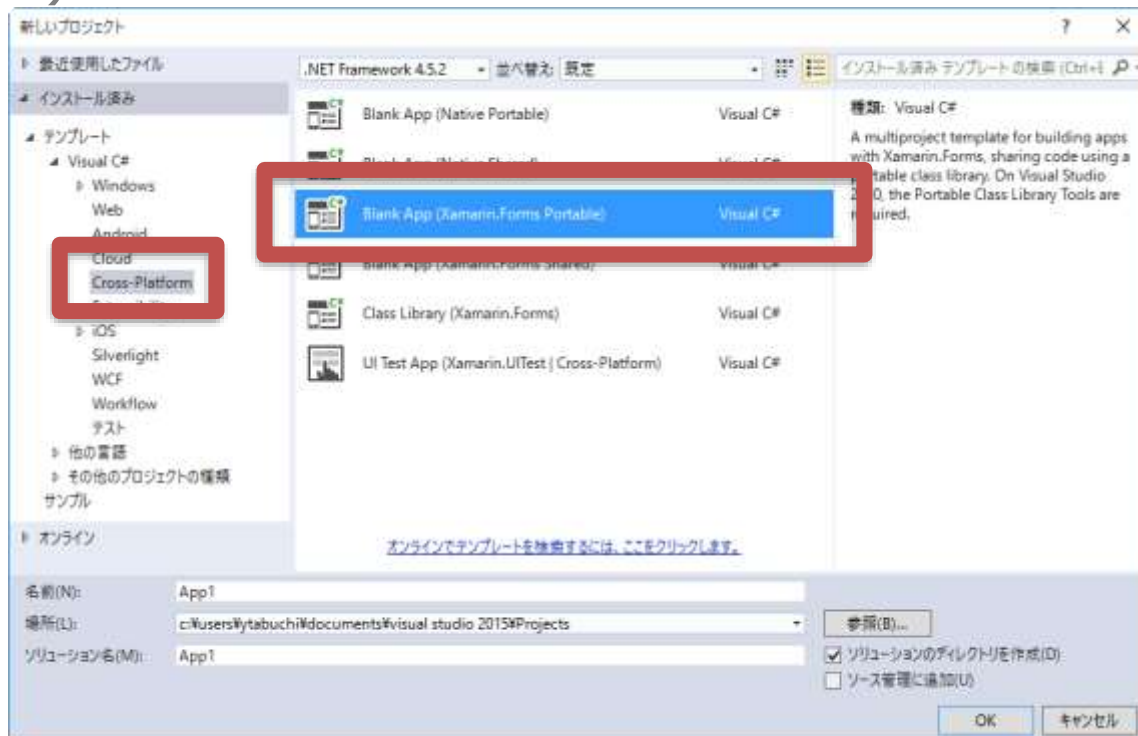 新しいプロジェクト
? ×
最近使用したファイル
インストール済み
テンプレート
Visual C#
Windows
Web
Android
Cloud
Cross-Platform
iOS
Silverlight
WCF
Workflow
テスト
他の言語
その他のプロジェクトの種類
サンプル
オンライン
.NET Framework 4.5.2 並べ替え: 既定
インストール済み テンプレート の検索 (Ctrl+E
Blank App (Native Portable) Visual C#
Blank App (Native Shared) Visual C#
Blank App (Xamarin.Forms Portable) Visual C#
Blank App (Xamarin.Forms Shared) Visual C#
Class Library (Xamarin.Forms) Visual C#
UI Test App (Xamarin.UITest | Cross-Platform) Visual C#
オンラインでテンプレートを検索するには、ここをクリックします。
種類: Visual C#
A multiproject template for building apps
with Xamarin.Forms, sharing code using a
table class library. On Visual Studio
0, the Portable Class Library Tools are
uired.
名前(N): App1
場所(L): c:¥users¥ytabuchi¥documents¥visual studio 2015¥Projects
参照(B)...
ソリューション名(M): App1
ソリューションのディレクトリを作成(D)
ソース管理に追加(U)
OK キャンセル